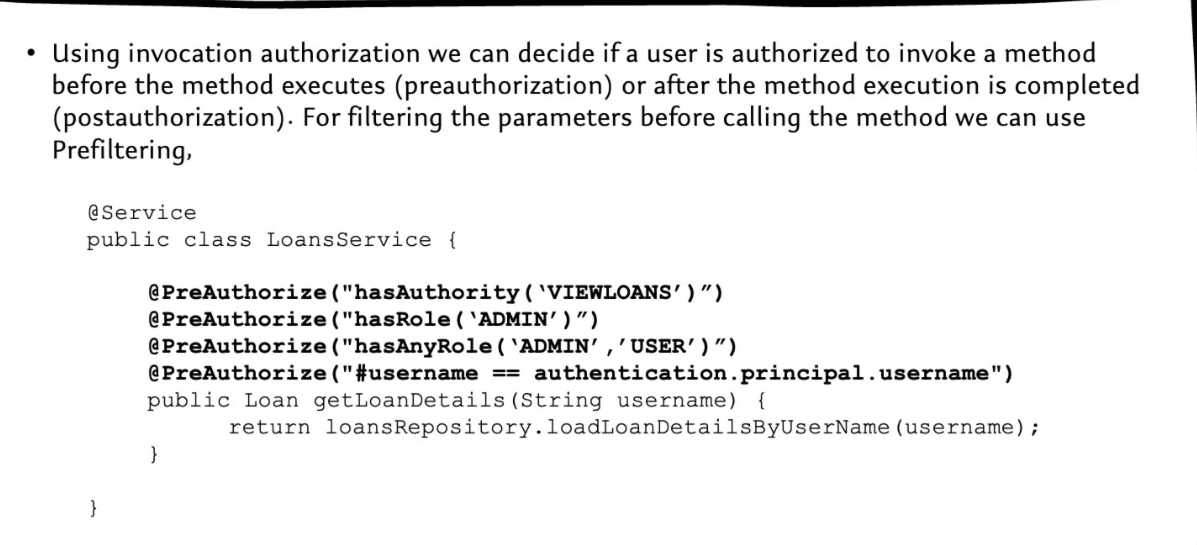 • Using invocation authorization we can decide if a user is authorized to invoke a method
before the method executes (preauthorization) or after the method execution is completed
(postauthorization). For filtering the parameters before calling the method we can use
Prefiltering,
@Service
public class LoansService {
@PreAuthorize("hasAuthority(‘VIEWLOANS’)”)
@PreAuthorize("hasRole(‘ADMIN’)”)
@PreAuthorize("hasAnyRole(‘ADMIN’,’USER’)”)
@PreAuthorize("#username == authentication.principal.username")
public Loan getLoanDetails(String username) {
return loansRepository.loadLoanDetailsByUserName(username);
}
}